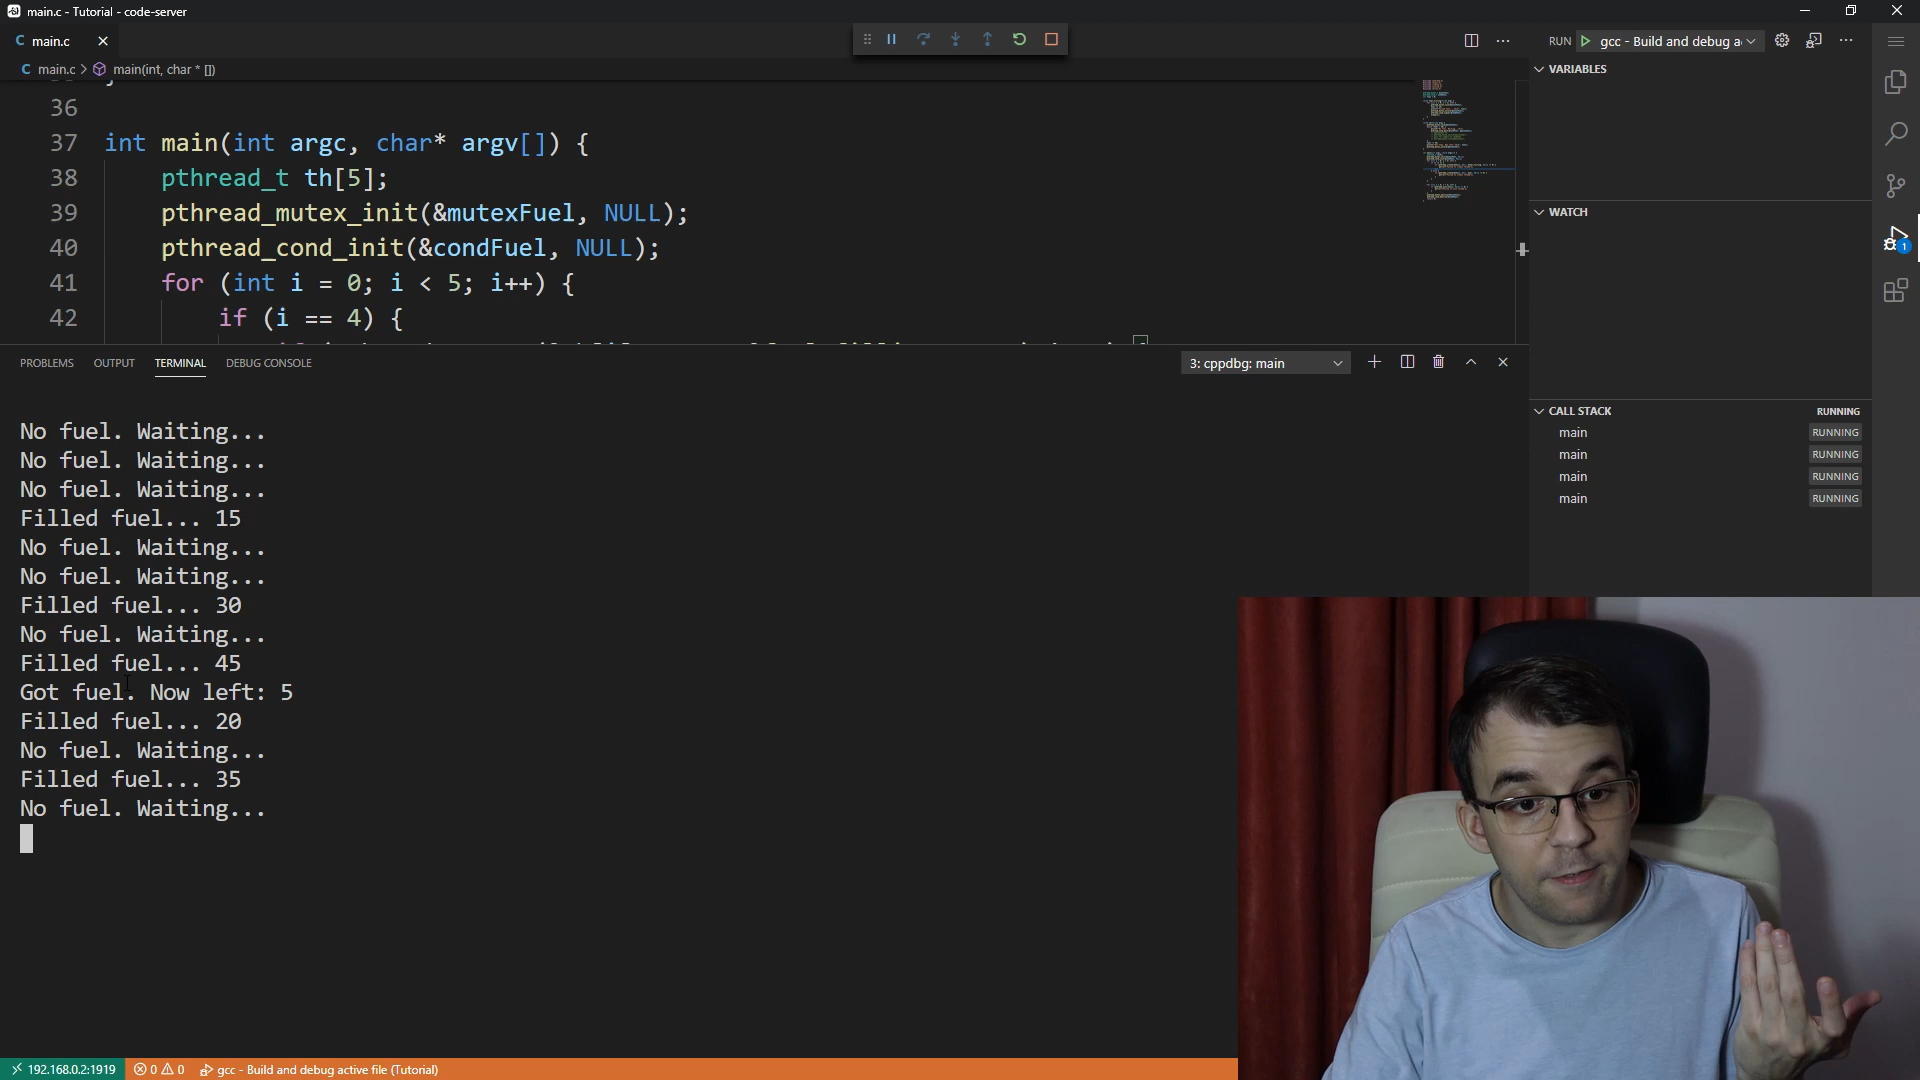 main.c - Tutorial - code-server
C main.c
RUN gcc - Build and debug a
C main.c > main(int, char * [])
VARIABLES
36
37 int main(int argc, char* argv[]) {
38 pthread_t th[5];
39 pthread_mutex_init(&mutexFuel, NULL);
40 pthread_cond_init(&condFuel, NULL);
41 for (int i = 0; i < 5; i++) {
42 if (i == 4) {
WATCH
1
PROBLEMS OUTPUT TERMINAL DEBUG CONSOLE
3: cppdbg: main
CALL STACK RUNNING
main RUNNING
main RUNNING
main RUNNING
main RUNNING
No fuel. Waiting...
No fuel. Waiting...
No fuel. Waiting...
Filled fuel... 15
No fuel. Waiting...
No fuel. Waiting...
Filled fuel... 30
No fuel. Waiting...
Filled fuel... 45
Got fuel. Now left: 5
Filled fuel... 20
No fuel. Waiting...
Filled fuel... 35
No fuel. Waiting...
192.168.0.2:1919 0 0 gcc - Build and debug active file (Tutorial)